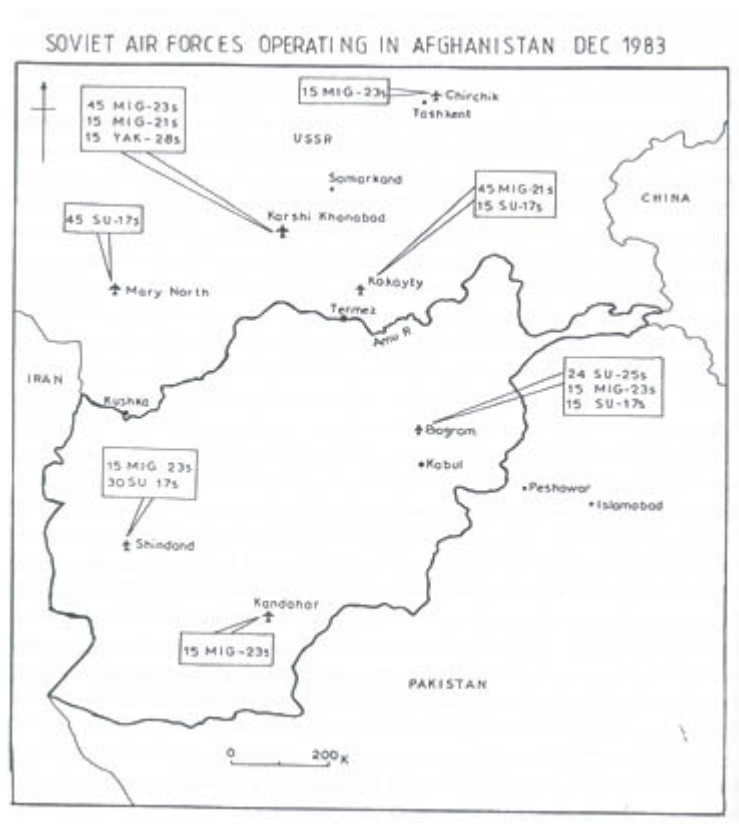 SOVIET AIR FORCES OPERATING IN AFGHANISTAN DEC 1983
15 MIG-23s
Chirchik
Tashkent
45 MIG-23s
15 MIG-21s
15 YAK-28s
USSR
Samarkand
45 MIG-21s
15 SU-17s
CHINA
Karshi Khanabad
45 SU-17s
Mary North
Kakayty
Termez
Amu R
IRAN
Kushka
24 SU-25s
15 MIG-23s
15 SU-17s
Bagram
Kabul
15 MIG 23s
30 SU 17s
Peshawar
Islamabad
Shindand
Kandahar
15 MIG-23s
PAKISTAN
0 200K